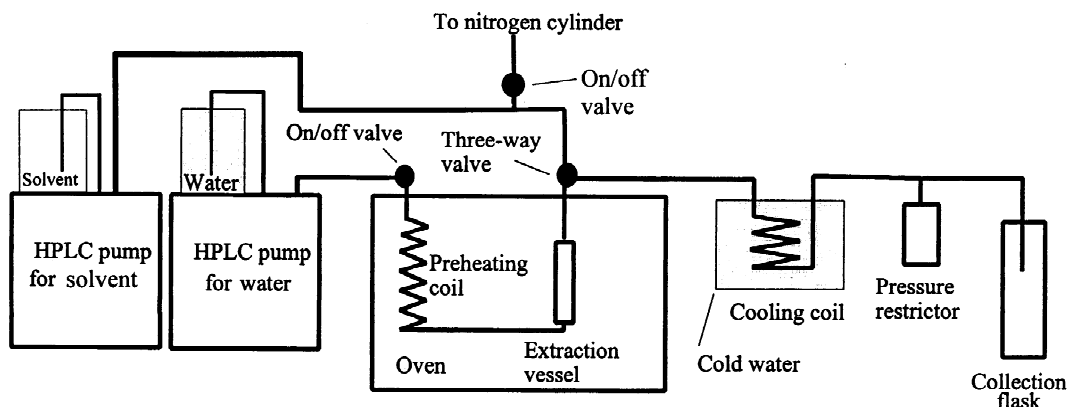 To nitrogen cylinder
On/off
valve
On/off valve
Three-way
valve
Solvent
Water
HPLC pump
for solvent
HPLC pump
for water
Preheating
coil
Oven
Extraction
vessel
Cooling coil
Cold water
Pressure
restrictor
Collection
flask